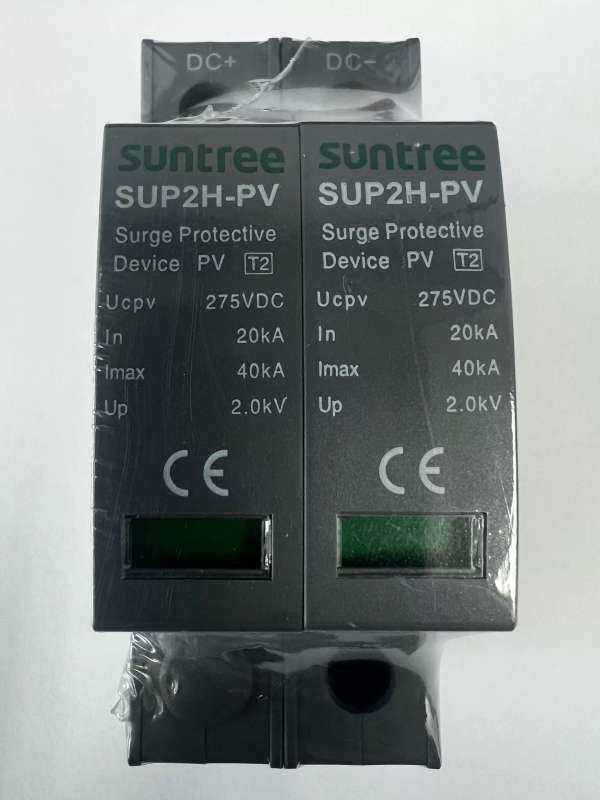 DC+ DC-
suntree
SUP2H-PV
Surge Protective
Device PV T2
Ucpv 275VDC
In 20kA
Imax 40kA
Up 2.0kV
CE
suntree
SUP2H-PV
Surge Protective
Device PV T2
Ucpv 275VDC
In 20kA
Imax 40kA
Up 2.0kV
CE